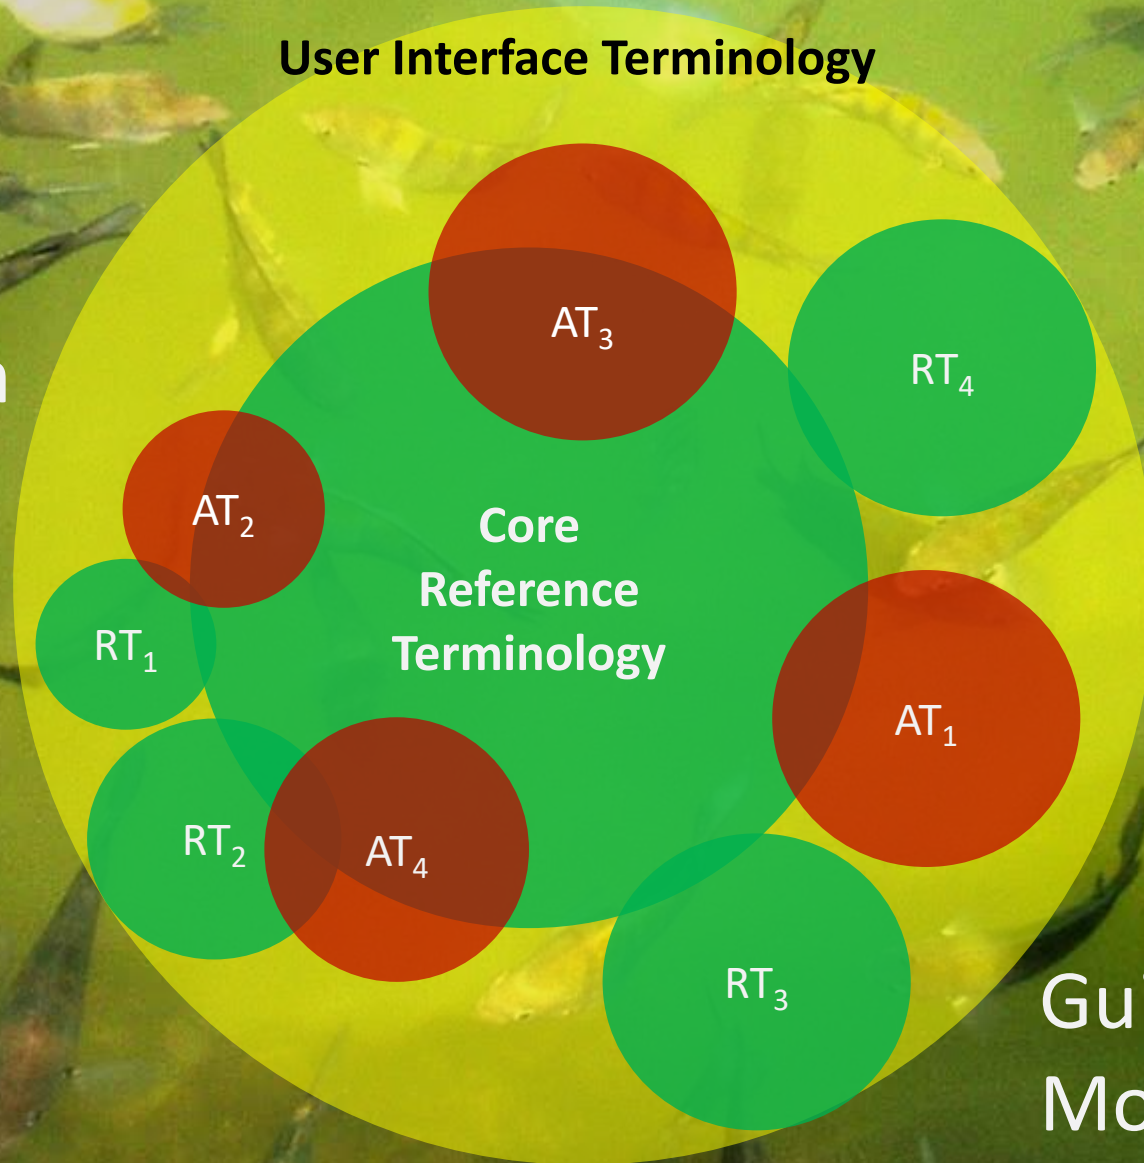 User Interface Terminology
AT₃
RT₄
AT₂
Core
Reference
Terminology
RT₁
AT₁
RT₂
AT₄
RT₃